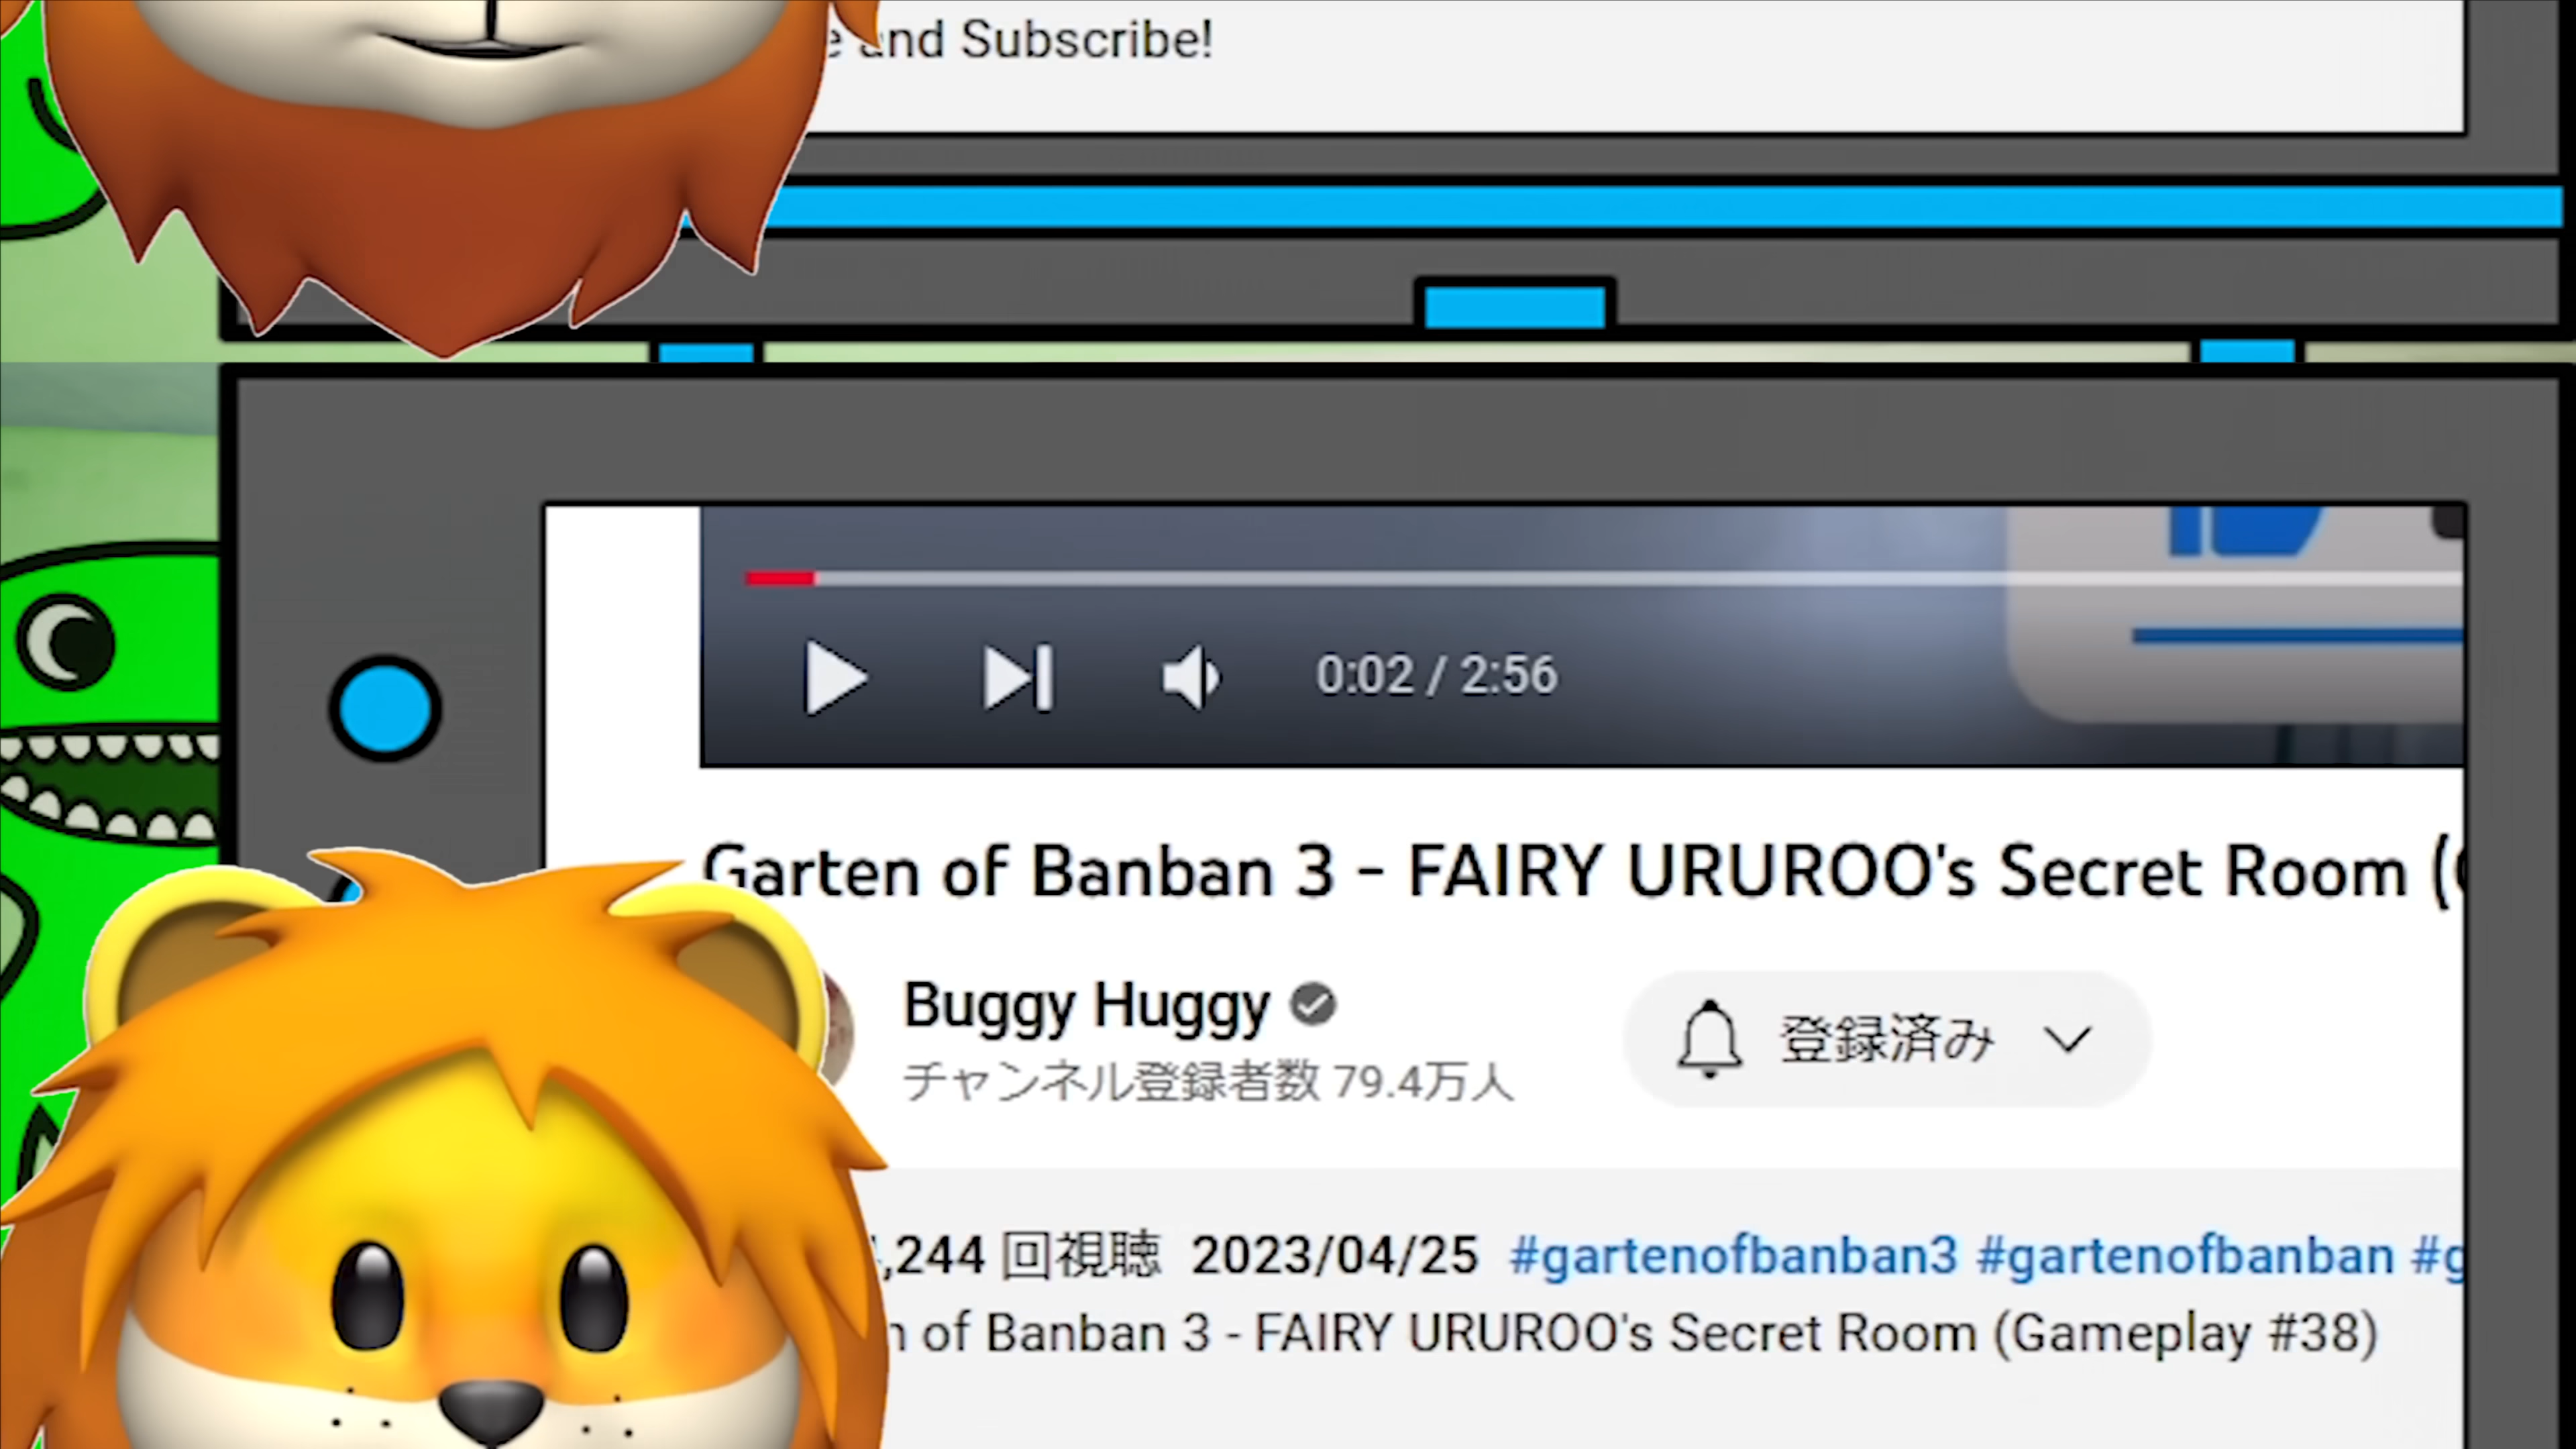 and Subscribe!
0:02 / 2:56
Garten of Banban 3 - FAIRY URUROO's Secret Room (
Buggy Huggy
チャンネル登録者数 79.4万人
登録済み
,244 回視聴 2023/04/25 #gartenofbanban3 #gartenofbanban #g
of Banban 3 - FAIRY URUROO's Secret Room (Gameplay #38)